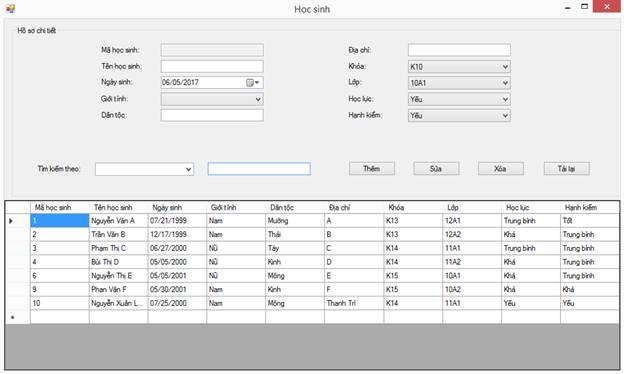 Học sinh
Hồ sơ chi tiết
Mã học sinh: Địa chỉ:
Tên học sinh: Khóa: K10
Ngày sinh: 06/05/2017 Lớp: 10A1
Giới tính: Học lực: Yếu
Dân tộc: Hạnh kiểm: Yếu
Tìm kiếm theo: Thêm Sửa Xóa Tải lại
Mã học sinh Tên học sinh Ngày sinh Giới tính Dân tộc Địa chỉ Khóa Lớp Học lực Hạnh kiểm
1 Nguyễn Văn A 07/21/1999 Nam Mường A K13 12A1 Trung bình Tốt
2 Trần Văn B 12/17/1999 Nam Thái B K13 12A2 Khá Trung bình
3 Phạm Thị C 06/27/2000 Nữ Tày C K14 11A1 Trung bình Trung bình
4 Bùi Thị D 05/05/2000 Nữ Kinh D K14 11A2 Khá Trung bình
6 Nguyễn Thị E 05/05/2001 Nữ Mông E K15 10A1 Khá Trung bình
9 Phan Văn F 05/30/2001 Nam Kinh F K15 10A2 Khá Khá
10 Nguyễn Xuân L... 07/25/2000 Nam Mông Thanh Trì K14 11A1 Yếu Yếu